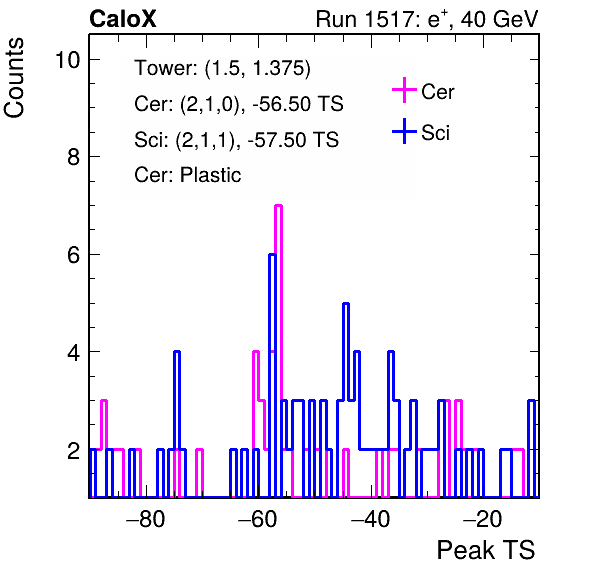 CaloX Run 1517: e⁺, 40 GeV
Counts
Tower: (1.5, 1.375)
Cer: (2,1,0), -56.50 TS
Sci: (2,1,1), -57.50 TS
Cer: Plastic
Cer
Sci
10
8
6
4
2
−80 −60 −40 −20
Peak TS